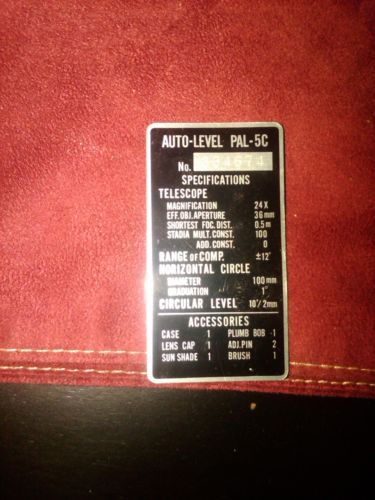 AUTO-LEVEL PAL-5C
No. 334674
SPECIFICATIONS
TELESCOPE
MAGNIFICATION 24X
EFF. OBJ. APERTURE 36mm
SHORTEST FOC. DIST. 0.5m
STADIA MULT. CONST. 100
ADD. CONST. 0
RANGE OF COMP. ±12'
HORIZONTAL CIRCLE
DIAMETER 100mm
GRADUATION 1°
CIRCULAR LEVEL 10'/2mm
ACCESSORIES
CASE 1 PLUMB BOB 1
LENS CAP 1 ADJ. PIN 2
SUN SHADE 1 BRUSH 1